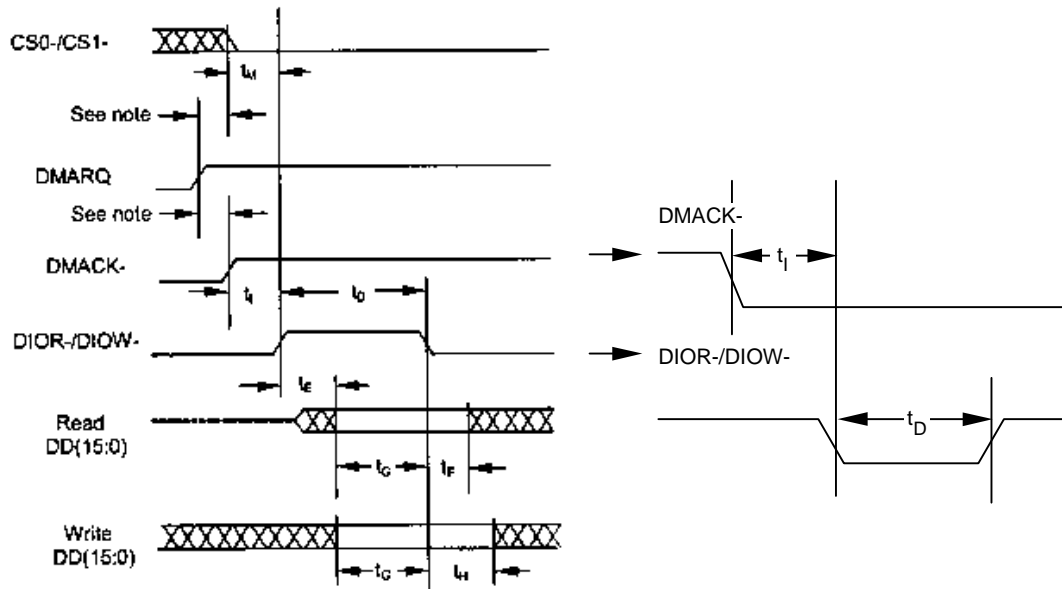 CS0-/CS1-
tM
See note
DMARQ
See note
DMACK-
tI
tD
DIOR-/DIOW-
tE
Read
DD(15:0)
tG
tF
Write
DD(15:0)
tG
tH
DMACK-
tI
DIOR-/DIOW-
tD